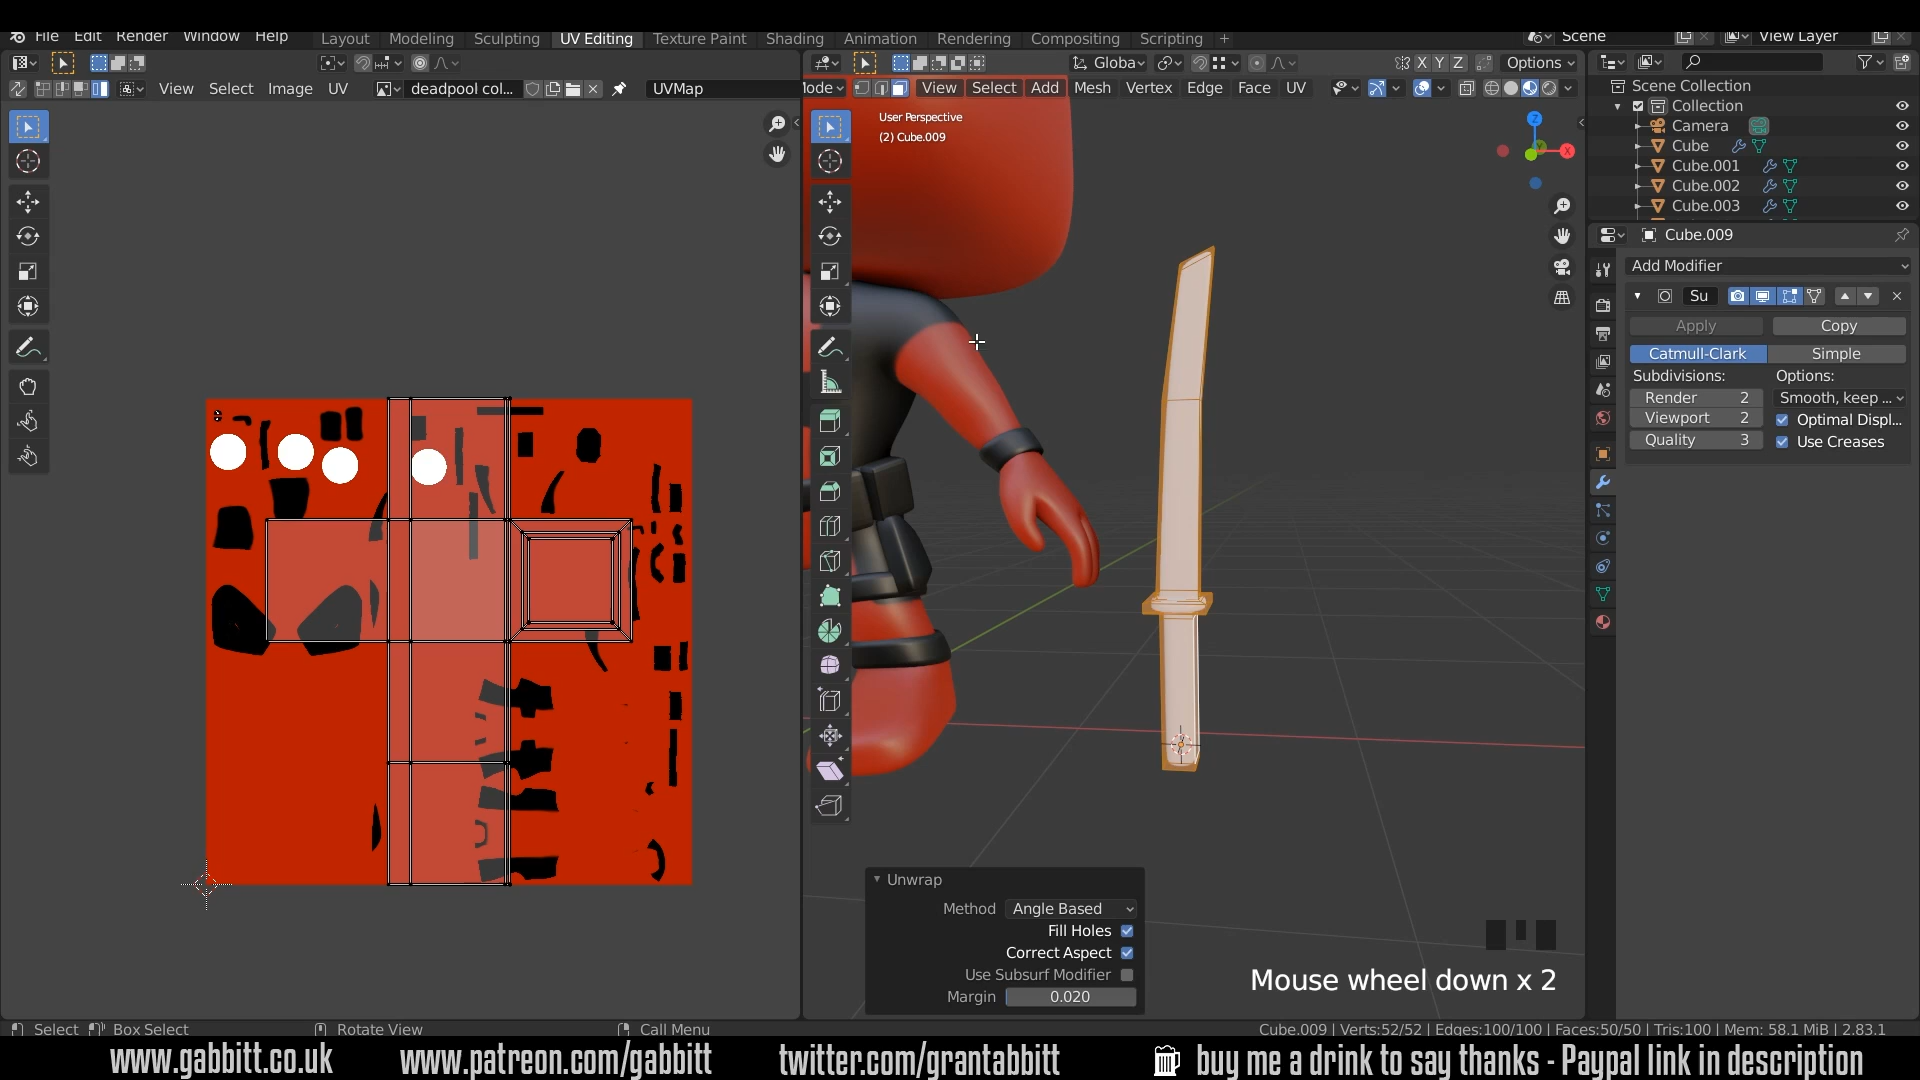 File Edit Render Window Help Layout Modeling Sculpting UV Editing Texture Paint Shading Animation Rendering Compositing Scripting + Scene View Layer
Globa X Y Z Options
View Select Image UV deadpool col... UVMap
Mode View Select Add Mesh Vertex Edge Face UV
User Perspective
(2) Cube.009
Z
X
Scene Collection
Collection
Camera
Cube
Cube.001
Cube.002
Cube.003
Cube.009
Add Modifier
Su
Apply Copy
Catmull-Clark Simple
Subdivisions: Options:
Render 2 Smooth, keep ...
Viewport 2 Optimal Displ...
Quality 3 Use Creases
Unwrap
Method Angle Based
Fill Holes
Correct Aspect
Use Subsurf Modifier
Margin 0.020
Mouse wheel down x 2
Select Box Select Rotate View Call Menu Cube.009 | Verts:52/52 | Edges:100/100 | Faces:50/50 | Tris:100 | Mem: 58.1 MiB | 2.83.1
www.gabbitt.co.uk www.patreon.com/gabbitt twitter.com/grantabbitt buy me a drink to say thanks - Paypal link in description